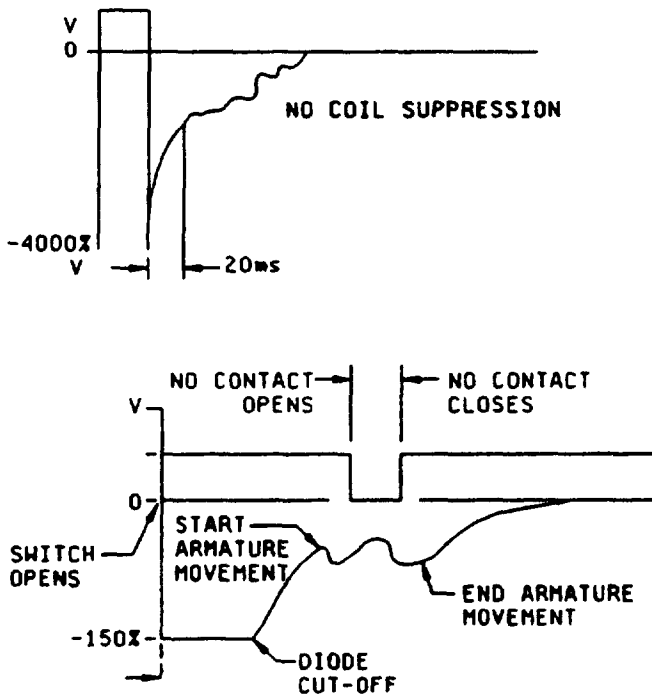 V
0
NO COIL SUPPRESSION
-4000%
V
20ms
NO CONTACT
OPENS
NO CONTACT
CLOSES
V
0
SWITCH
OPENS
START
ARMATURE
MOVEMENT
END ARMATURE
MOVEMENT
-150%
DIODE
CUT-OFF